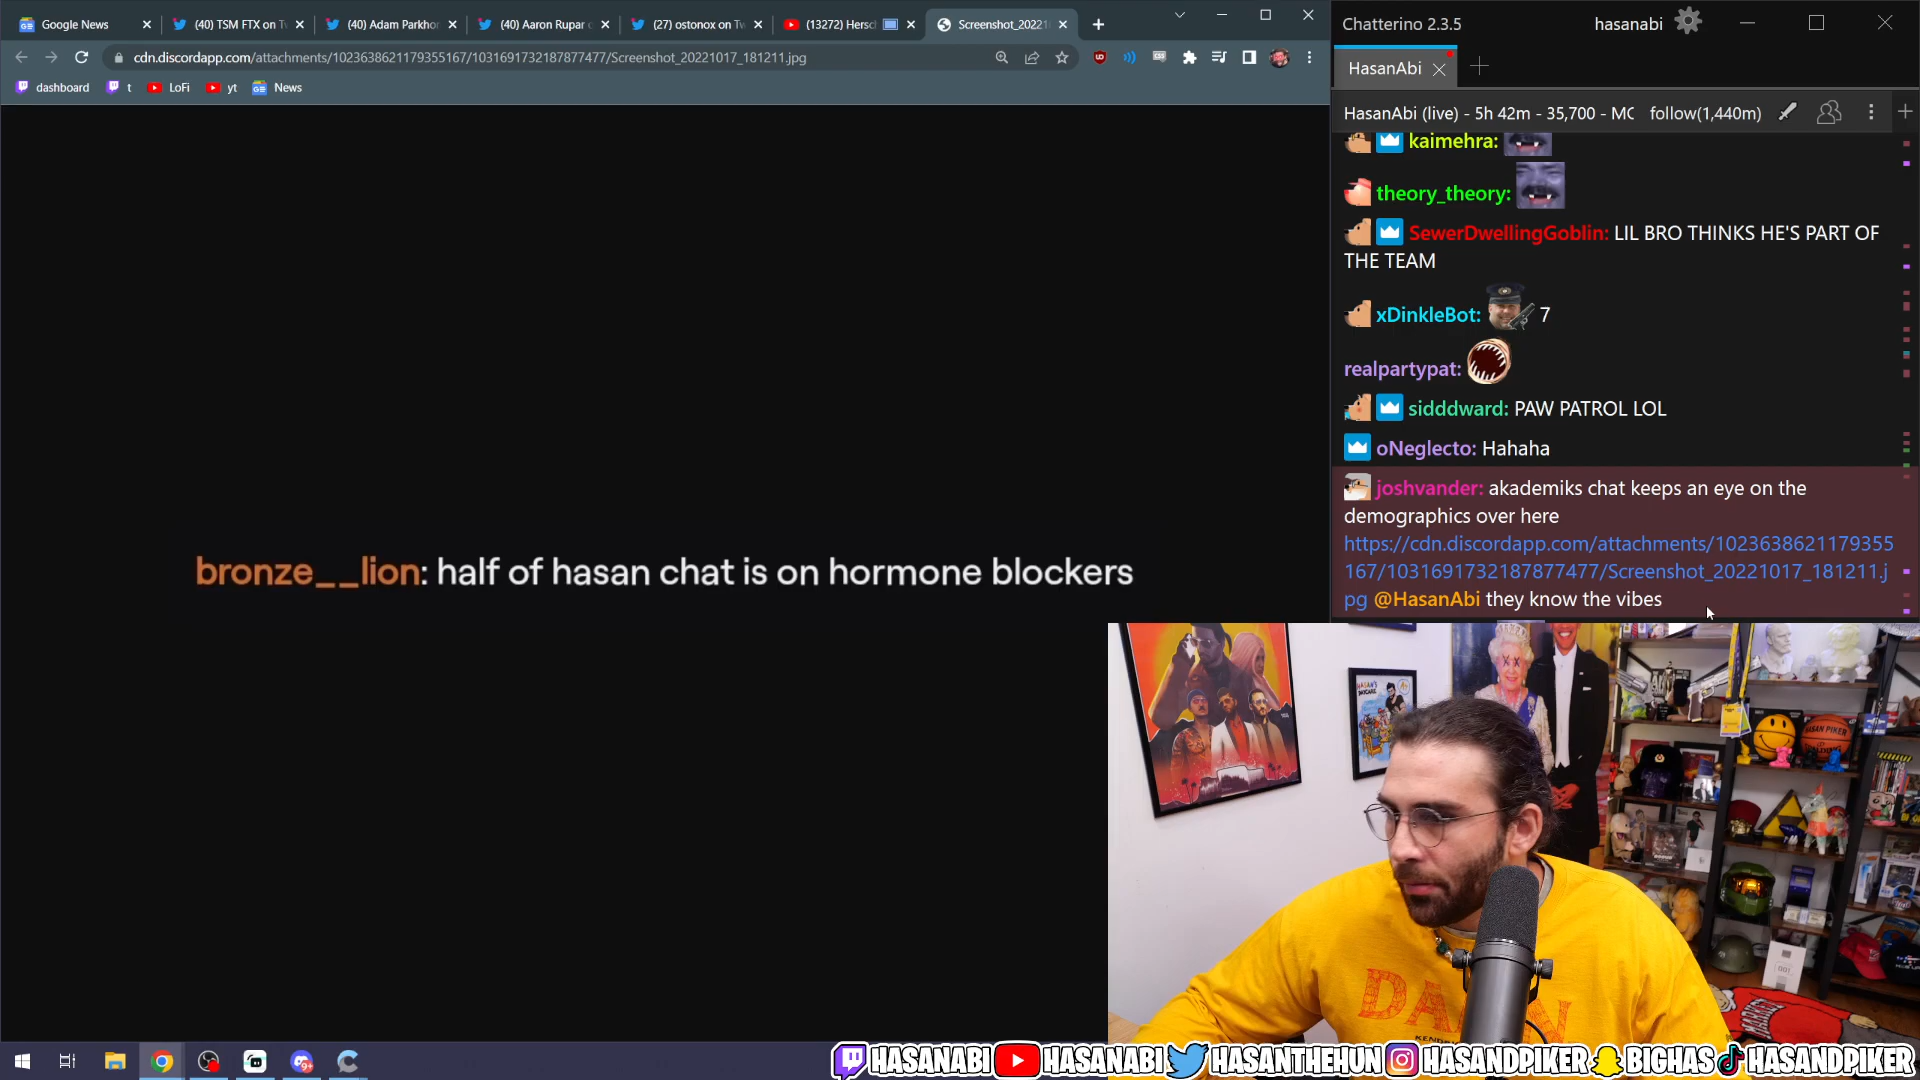 Google News
(40) TSM FTX on Tw
(40) Adam Parkho
(40) Aaron Rupar o
(27) ostonox on Tw
(13272) Hersc
Screenshot_20221
cdn.discordapp.com/attachments/1023638621179355167/1031691732187877477/Screenshot_20221017_181211.jpg
dashboard
t
LoFi
yt
News
bronze__lion: half of hasan chat is on hormone blockers
Chatterino 2.3.5
hasanabi
HasanAbi
HasanAbi (live) - 5h 42m - 35,700 - MC
follow(1,440m)
kaimehra:
theory_theory:
SewerDwellingGoblin: LIL BRO THINKS HE'S PART OF
THE TEAM
xDinkleBot: 7
realpartypat:
sidddward: PAW PATROL LOL
oNeglecto: Hahaha
joshvander: akademiks chat keeps an eye on the
demographics over here
https://cdn.discordapp.com/attachments/1023638621179355
167/1031691732187877477/Screenshot_20221017_181211.j
pg @HasanAbi they know the vibes
HASANABI
HASANABI
HASANTHEHUN
HASANDPIKER
BIGHAS
HASANDPIKER